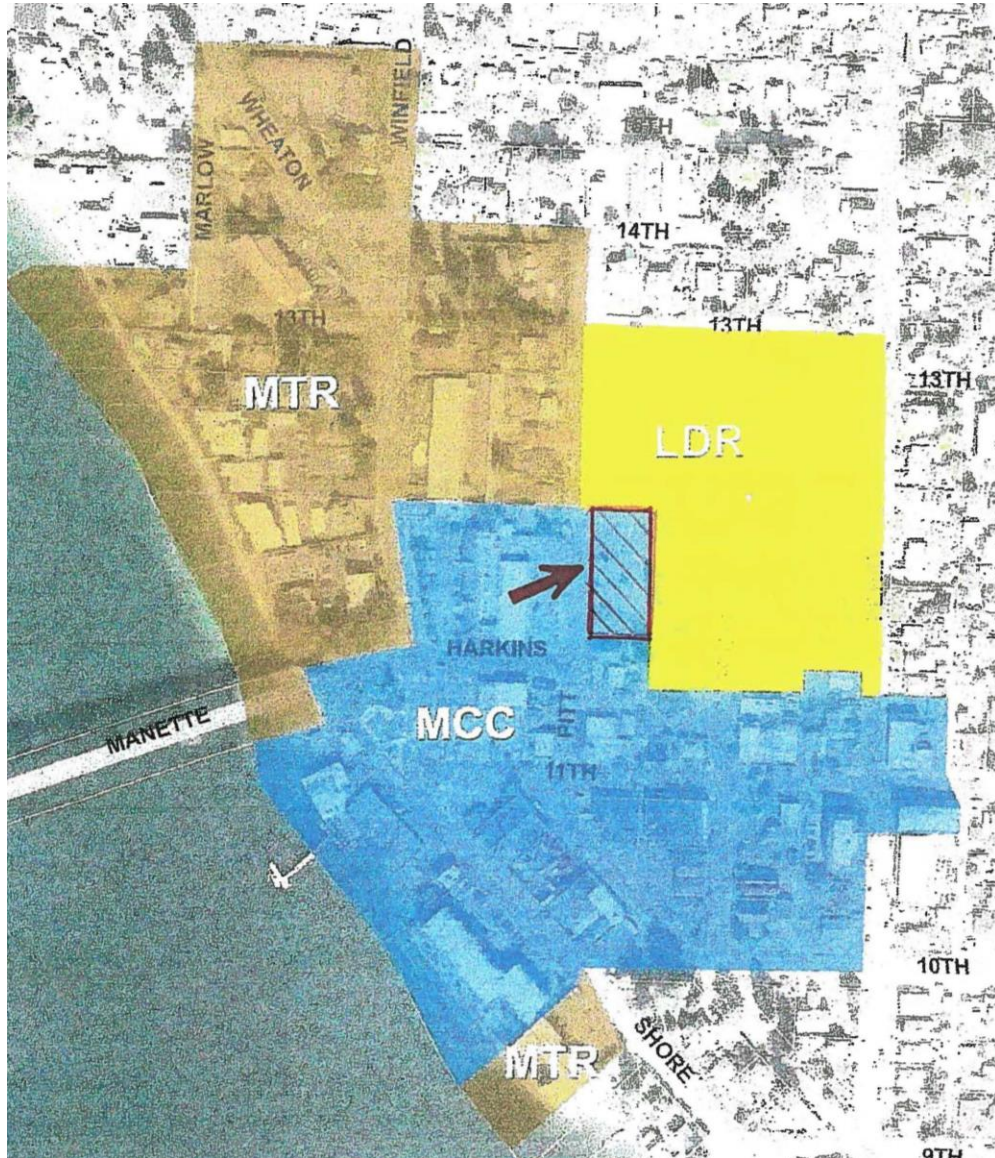 WINFIELD
WHEATON
MARLOW
14TH
13TH
13TH
13TH
MTR
LDR
HARKINS
MANETTE
MCC
PITT
11TH
10TH
SHORE
MTR
9TH